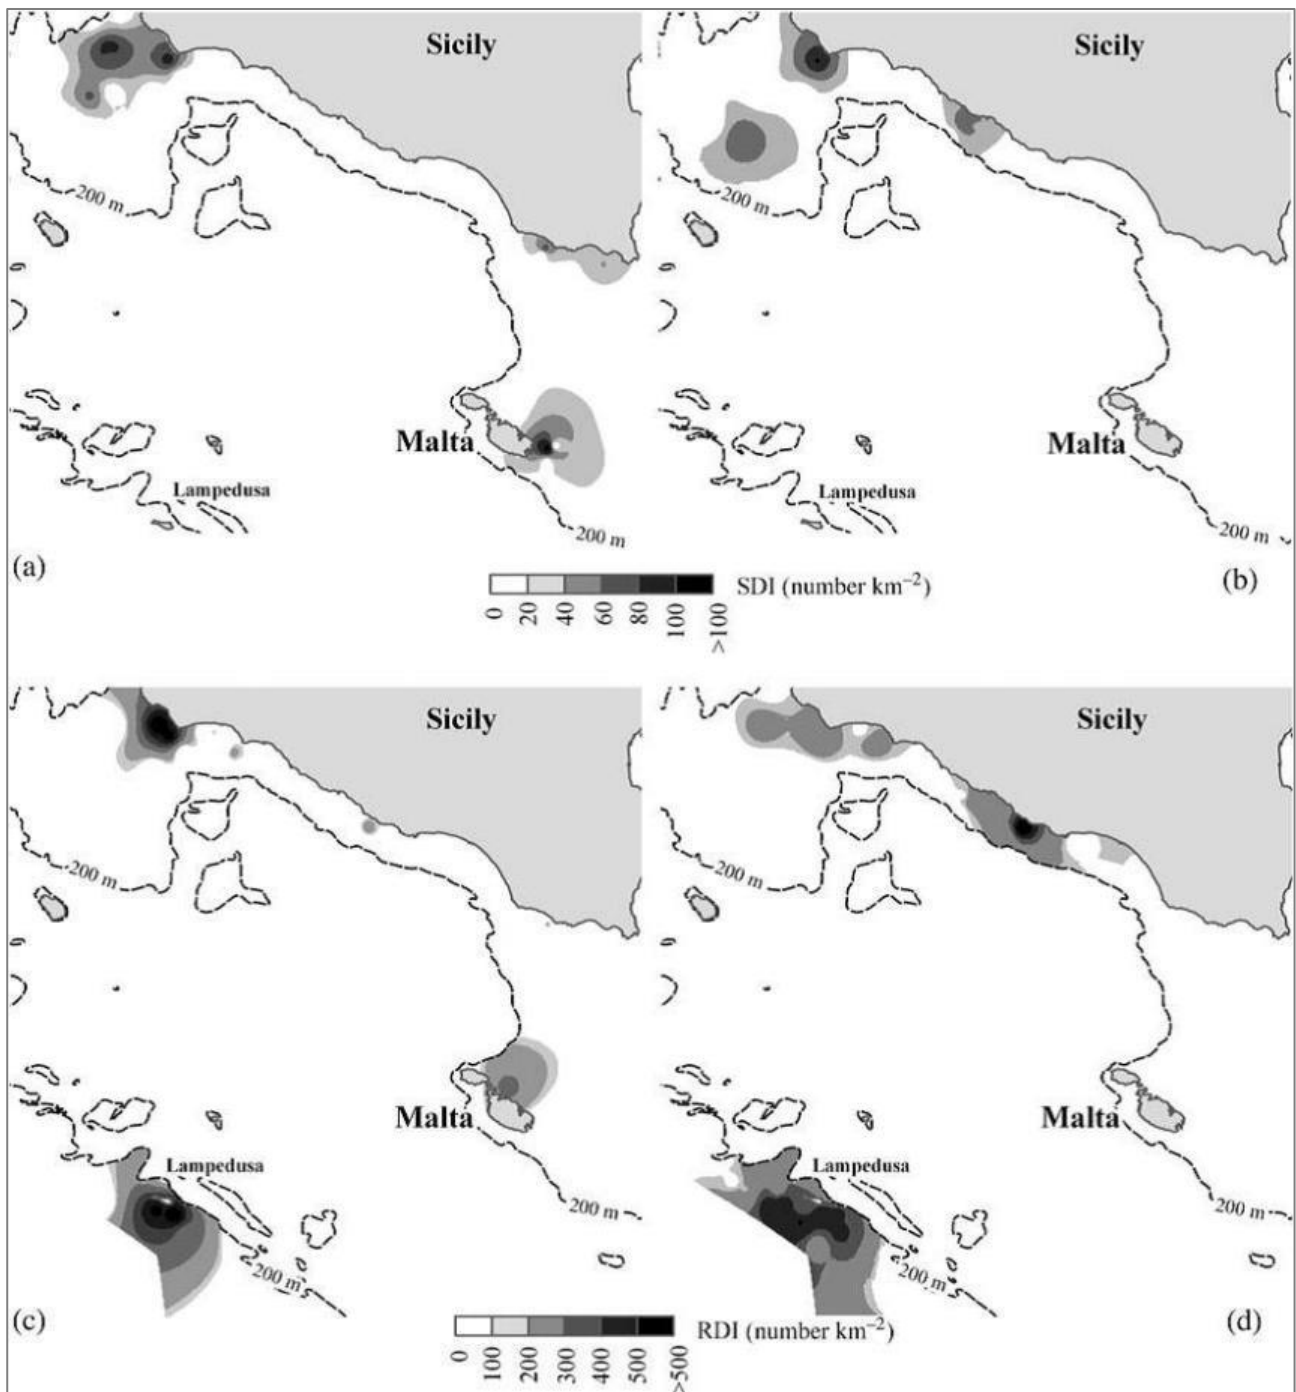 Sicily
200 m
Malta
Lampedusa
200 m
(a)
Sicily
200 m
Malta
Lampedusa
200 m
(b)
0
20
40
60
80
100
>100
SDI (number km⁻²)
Sicily
200 m
Malta
Lampedusa
200 m
200 m
(c)
Sicily
200 m
Malta
Lampedusa
200 m
200 m
(d)
0
100
200
300
400
500
>500
RDI (number km⁻²)